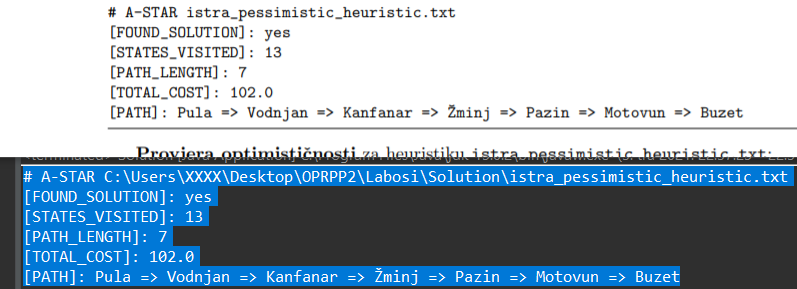 # A-STAR istra_pessimistic_heuristic.txt
[FOUND_SOLUTION]: yes
[STATES_VISITED]: 13
[PATH_LENGTH]: 7
[TOTAL_COST]: 102.0
[PATH]: Pula => Vodnjan => Kanfanar => Žminj => Pazin => Motovun => Buzet
Provjera optimističnosti za heuristiku istra_pessimistic_heuristic.txt:
# A-STAR C:\Users\XXXX\Desktop\OPRPP2\Labosi\Solution\istra_pessimistic_heuristic.txt
[FOUND_SOLUTION]: yes
[STATES_VISITED]: 13
[PATH_LENGTH]: 7
[TOTAL_COST]: 102.0
[PATH]: Pula => Vodnjan => Kanfanar => Žminj => Pazin => Motovun => Buzet